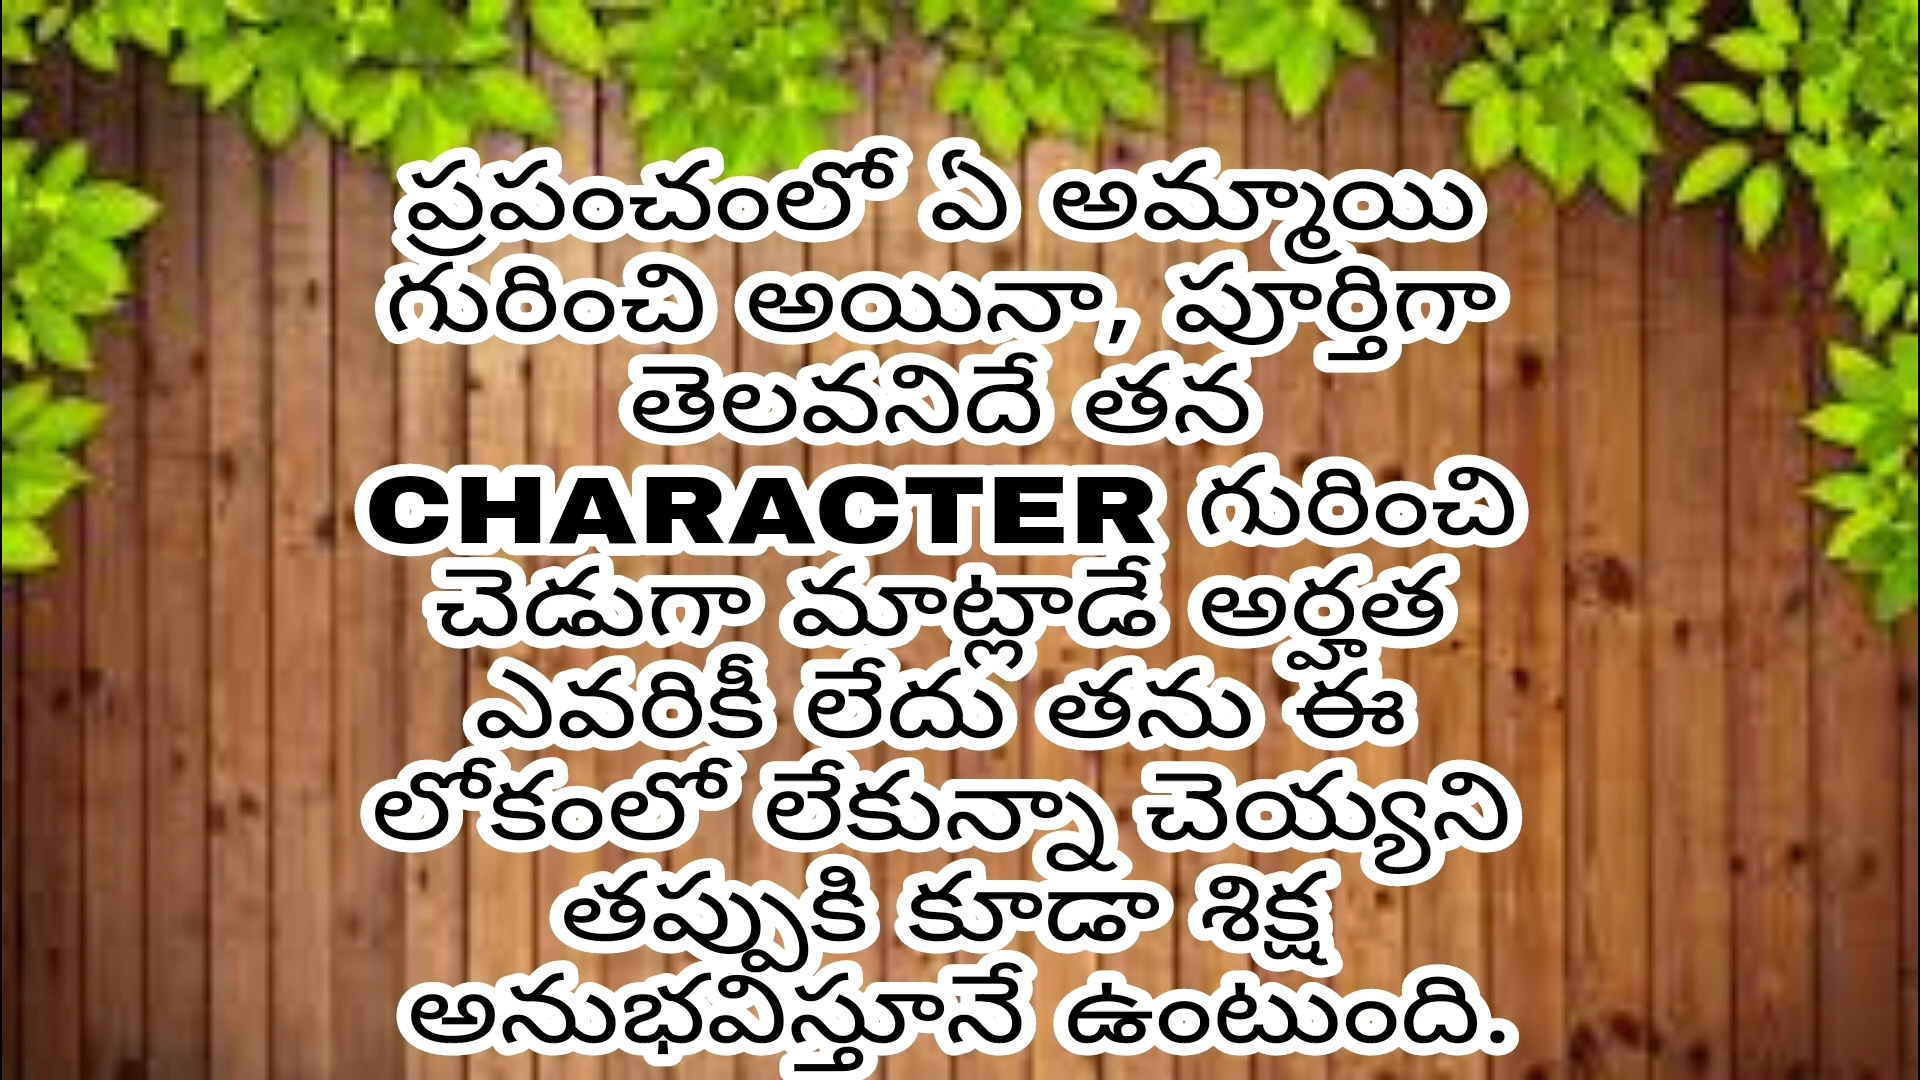 ప్రపంచంలో ఏ అమ్మాయి
గురించి అయినా, పూర్తిగా
తెలవనిదే తన
CHARACTER గురించి
చెడుగా మాట్లాడే అర్హత
ఎవరికీ లేదు తను ఈ
లోకంలో లేకున్నా చెయ్యని
తప్పుకి కూడా శిక్ష
అనుభవిస్తూనే ఉంటుంది.